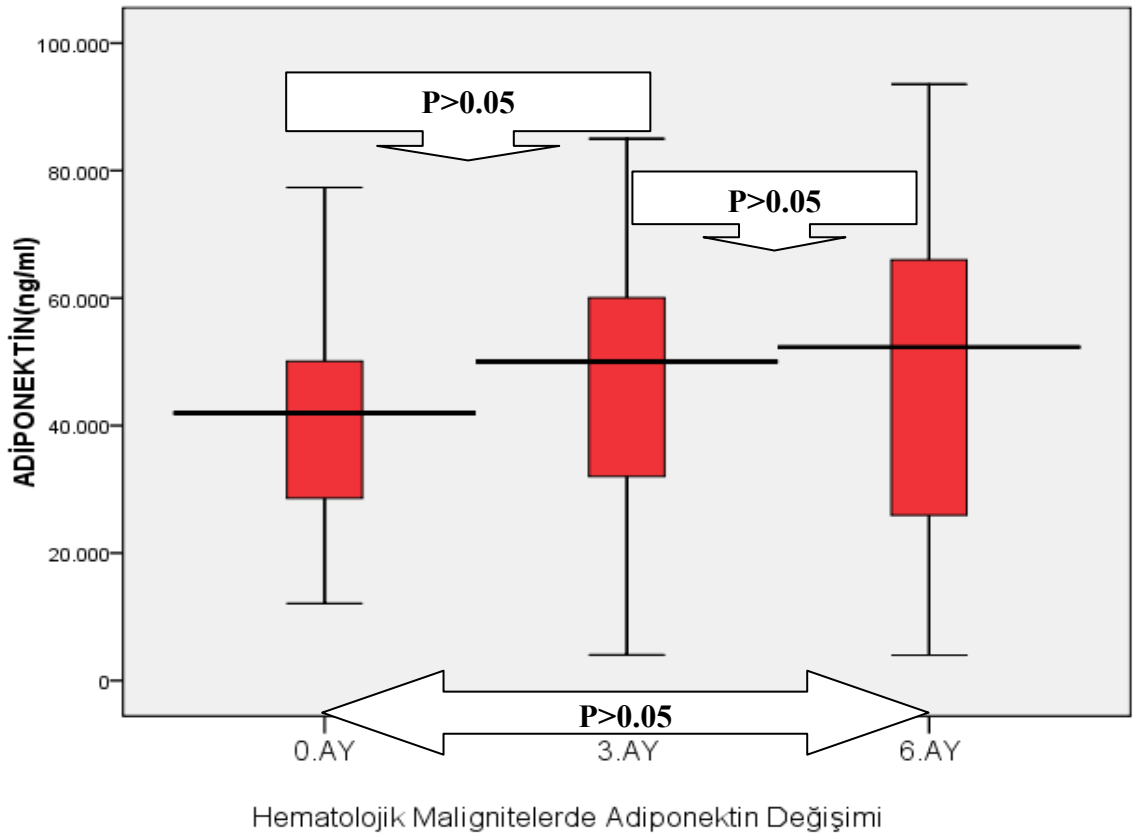 100.000
80.000
60.000
40.000
20.000
0
ADİPONEKTİN(ng/ml)
P>0.05
P>0.05
P>0.05
0.AY
3.AY
6.AY
Hematolojik Malignitelerde Adiponektin Değişimi